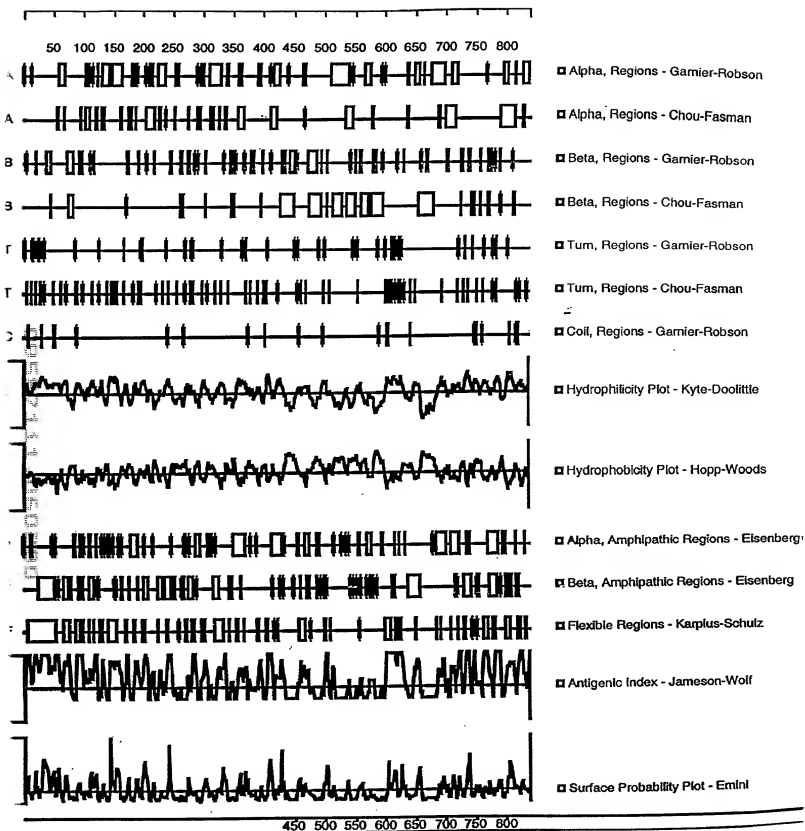 50 100 150 200 250 300 350 400 450 500 550 600 650 700 750 800
A Alpha, Regions - Garnier-Robson
A Alpha, Regions - Chou-Fasman
B Beta, Regions - Garnier-Robson
B Beta, Regions - Chou-Fasman
T Turn, Regions - Garnier-Robson
T Turn, Regions - Chou-Fasman
Coil, Regions - Garnier-Robson
Hydrophilicity Plot - Kyte-Doolittle
Hydrophobicity Plot - Hopp-Woods
Alpha, Amphipathic Regions - Eisenberg
Beta, Amphipathic Regions - Eisenberg
Flexible Regions - Karplus-Schulz
Antigenic Index - Jameson-Wolf
Surface Probability Plot - Emini
450 500 550 600 650 700 750 800